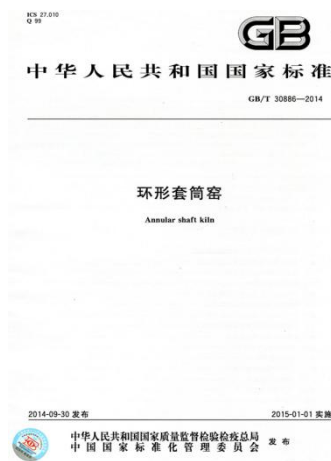 ICS 27.010
Q 99
GB
中华人民共和国国家标准
GB/T 30886—2014
环形套筒窑
Annular shaft kiln
2014-09-30 发布
2015-01-01 实施
中华人民共和国国家质量监督检验检疫总局
中国国家标准化管理委员会
发布